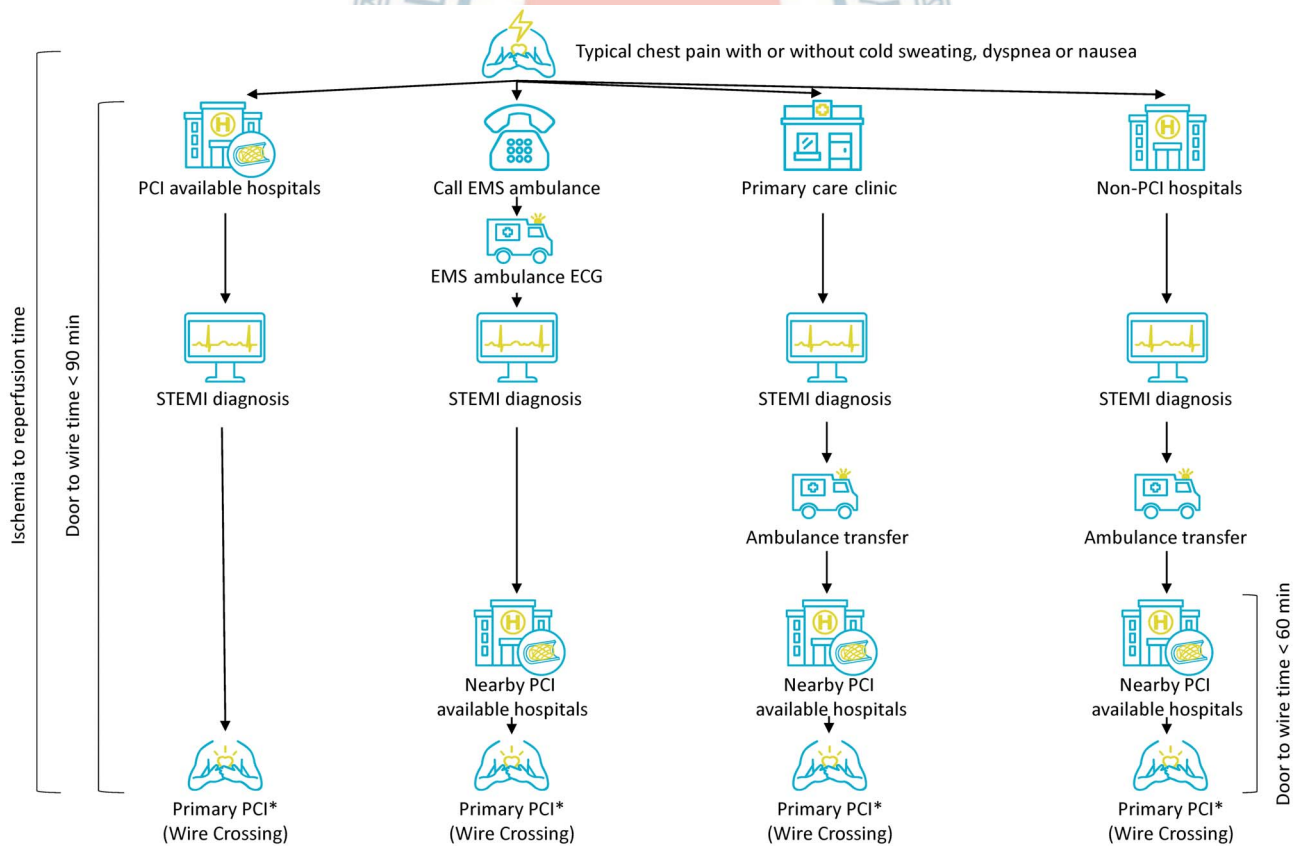 Typical chest pain with or without cold sweating, dyspnea or nausea
PCI available hospitals
Call EMS ambulance
Primary care clinic
Non-PCI hospitals
EMS ambulance ECG
STEMI diagnosis
STEMI diagnosis
STEMI diagnosis
STEMI diagnosis
Ambulance transfer
Ambulance transfer
Nearby PCI
available hospitals
Nearby PCI
available hospitals
Nearby PCI
available hospitals
Primary PCI*
(Wire Crossing)
Primary PCI*
(Wire Crossing)
Primary PCI*
(Wire Crossing)
Primary PCI*
(Wire Crossing)
Ischemia to reperfusion time
Door to wire time < 90 min
Door to wire time < 60 min
H
H
H
H
H